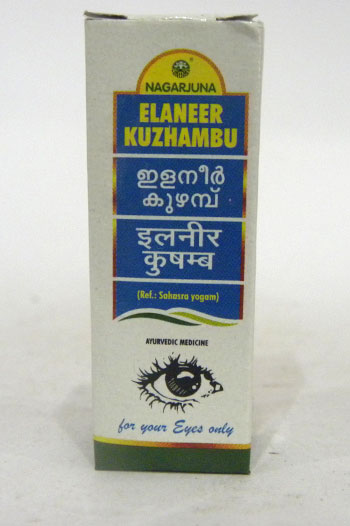 NAGARJUNA
ELANEER
KUZHAMBU
ഇളനീർ
കുഴമ്പ്
इलनीर
कुषम्ब
(Ref.: Sahasra yogam)
AYURVEDIC MEDICINE
for your Eyes only